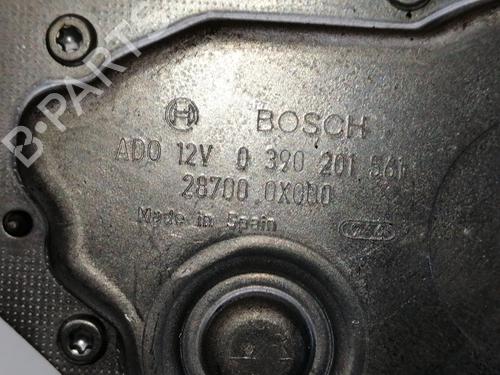 BOSCH
ADO 12V 0 390 201 561
28700 0X000
Made in Spain
B-PARTS